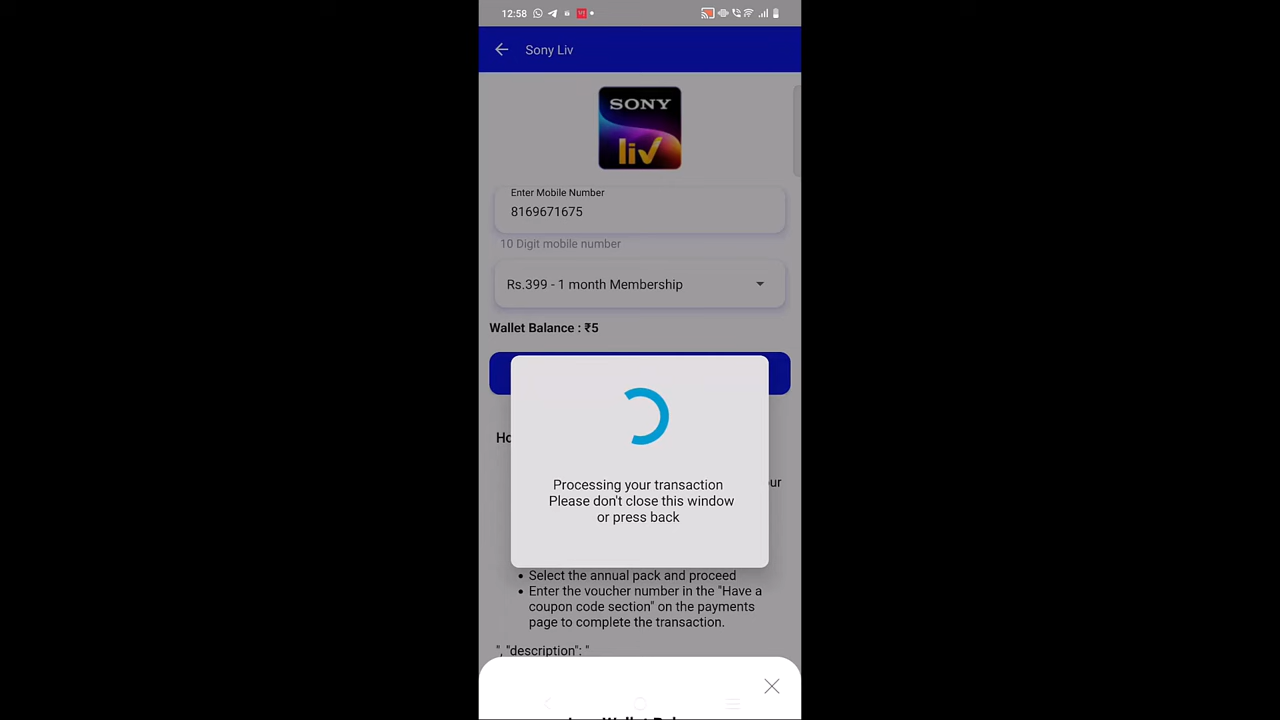 12:58
Sony Liv
SONY
liv
Enter Mobile Number
8169671675
10 Digit mobile number
Rs.399 - 1 month Membership
Wallet Balance : ₹5
Processing your transaction
Please don't close this window
or press back
Select the annual pack and proceed
Enter the voucher number in the "Have a
coupon code section" on the payments
page to complete the transaction.
", "description": "